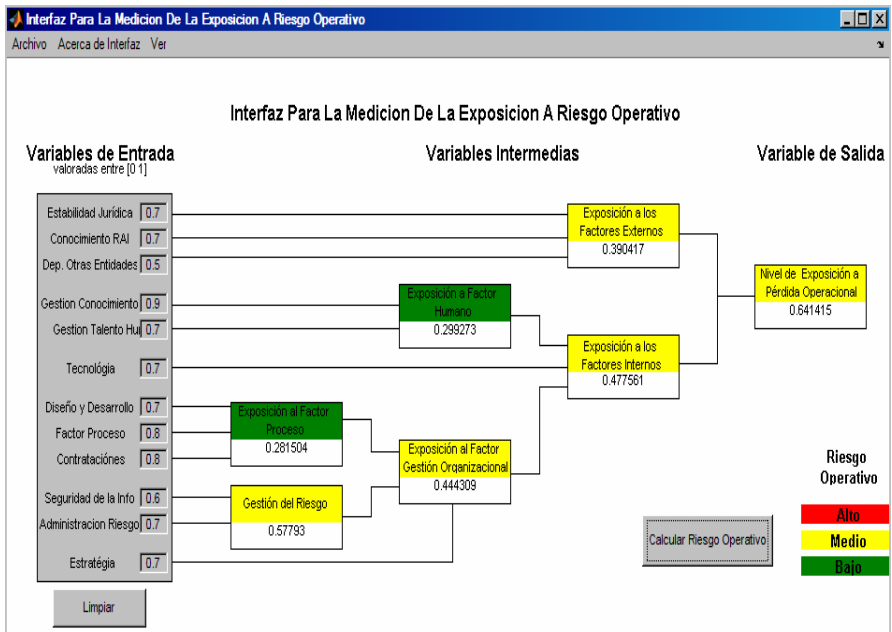 Interfaz Para La Medicion De La Exposicion A Riesgo Operativo
Archivo Acerca de Interfaz Ver
Interfaz Para La Medicion De La Exposicion A Riesgo Operativo
Variables de Entrada
valoradas entre [0 1]
Variables Intermedias
Variable de Salida
Estabilidad Jurídica 0.7
Conocimiento RAI 0.7
Dep. Otras Entidades 0.5
Gestion Conocimiento 0.9
Gestion Talento Hu 0.7
Tecnológia 0.7
Diseño y Desarrollo 0.7
Factor Proceso 0.8
Contrataciónes 0.8
Seguridad de la Info 0.6
Administracion Riesgo 0.7
Estratégia 0.7
Limpiar
Exposición al Factor
Proceso
0.281504
Gestión del Riesgo
0.57793
Exposición a Factor
Humano
0.299273
Exposición al Factor
Gestión Organizacional
0.444309
Exposición a los
Factores Externos
0.390417
Exposición a los
Factores Internos
0.477561
Nivel de Exposición a
Pérdida Operacional
0.641415
Calcular Riesgo Operativo
Riesgo
Operativo
Alto
Medio
Bajo